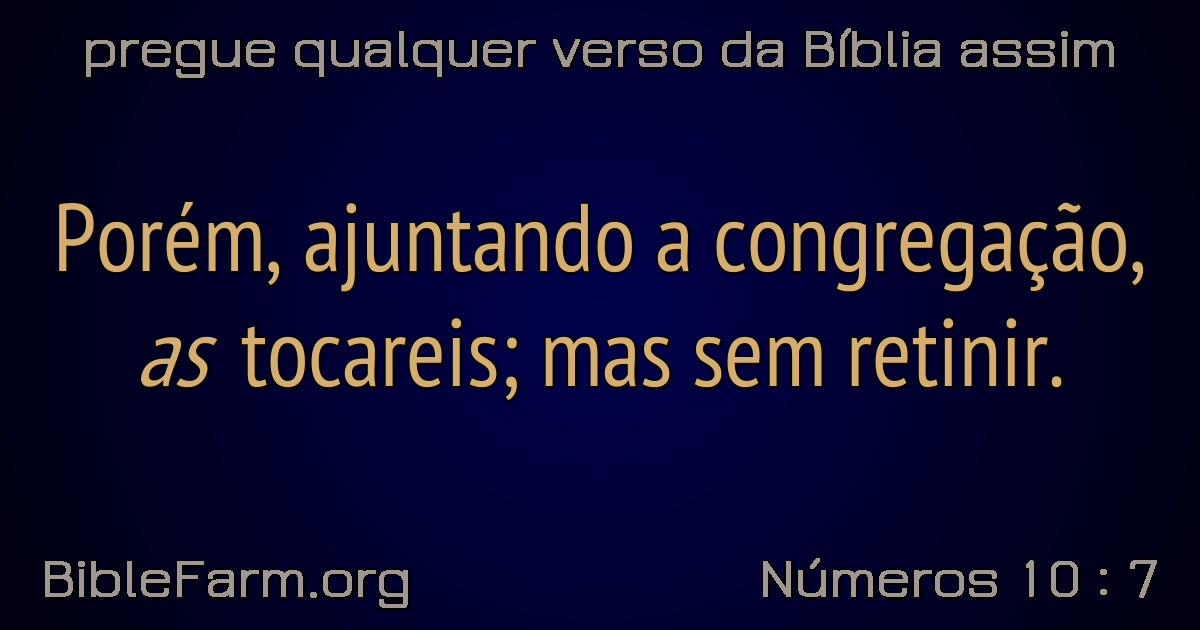 pregue qualquer verso da Bíblia assim
Porém, ajuntando a congregação,
as tocareis; mas sem retinir.
BibleFarm.org
Números 10 : 7